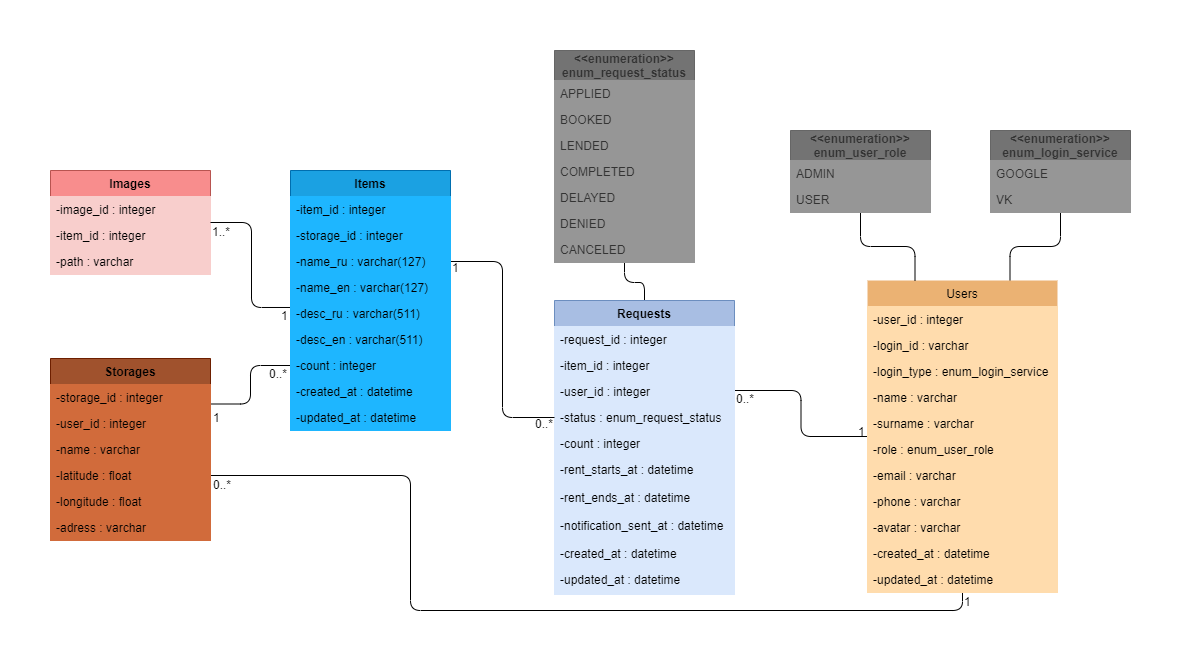 <<enumeration>>
enum_request_status
APPLIED
BOOKED
LENDED
COMPLETED
DELAYED
DENIED
CANCELED
<<enumeration>>
enum_user_role
ADMIN
USER
<<enumeration>>
enum_login_service
GOOGLE
VK
Images
-image_id : integer
-item_id : integer
-path : varchar
1..*
1
Items
-item_id : integer
-storage_id : integer
-name_ru : varchar(127)
-name_en : varchar(127)
-desc_ru : varchar(511)
-desc_en : varchar(511)
-count : integer
-created_at : datetime
-updated_at : datetime
1
0..*
0..*
1
Storages
-storage_id : integer
-user_id : integer
-name : varchar
-latitude : float
-longitude : float
-adress : varchar
0..*
1
Requests
-request_id : integer
-item_id : integer
-user_id : integer
-status : enum_request_status
-count : integer
-rent_starts_at : datetime
-rent_ends_at : datetime
-notification_sent_at : datetime
-created_at : datetime
-updated_at : datetime
0..*
1
Users
-user_id : integer
-login_id : varchar
-login_type : enum_login_service
-name : varchar
-surname : varchar
-role : enum_user_role
-email : varchar
-phone : varchar
-avatar : varchar
-created_at : datetime
-updated_at : datetime